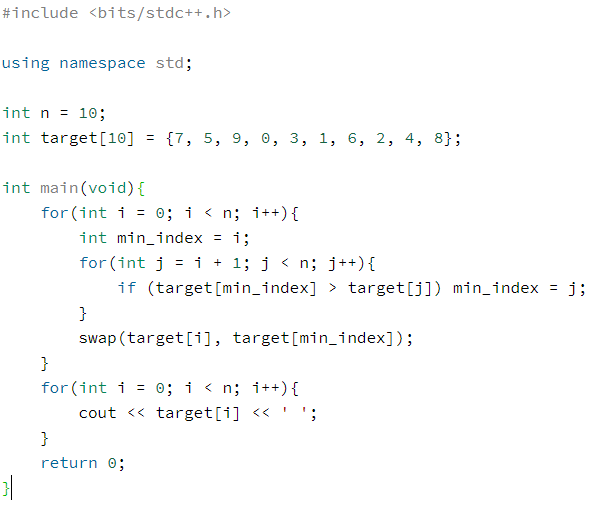 #include <bits/stdc++.h>
using namespace std;
int n = 10;
int target[10] = {7, 5, 9, 0, 3, 1, 6, 2, 4, 8};
int main(void){
    for(int i = 0; i < n; i++){
        int min_index = i;
        for(int j = i + 1; j < n; j++){
            if (target[min_index] > target[j]) min_index = j;
        }
        swap(target[i], target[min_index]);
    }
    for(int i = 0; i < n; i++){
        cout << target[i] << ' ';
    }
    return 0;
}